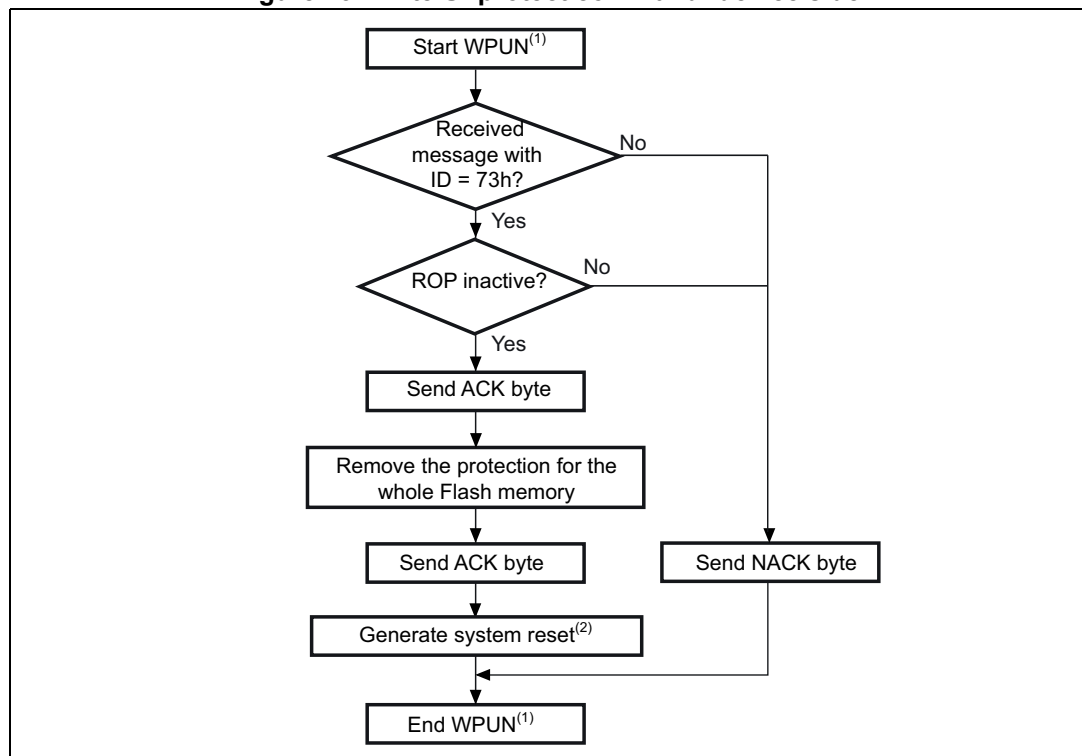 Start WPUN(1)
Received
message with
ID = 73h?
No
Yes
ROP inactive?
No
Yes
Send ACK byte
Remove the protection for the
whole Flash memory
Send ACK byte
Send NACK byte
Generate system reset(2)
End WPUN(1)